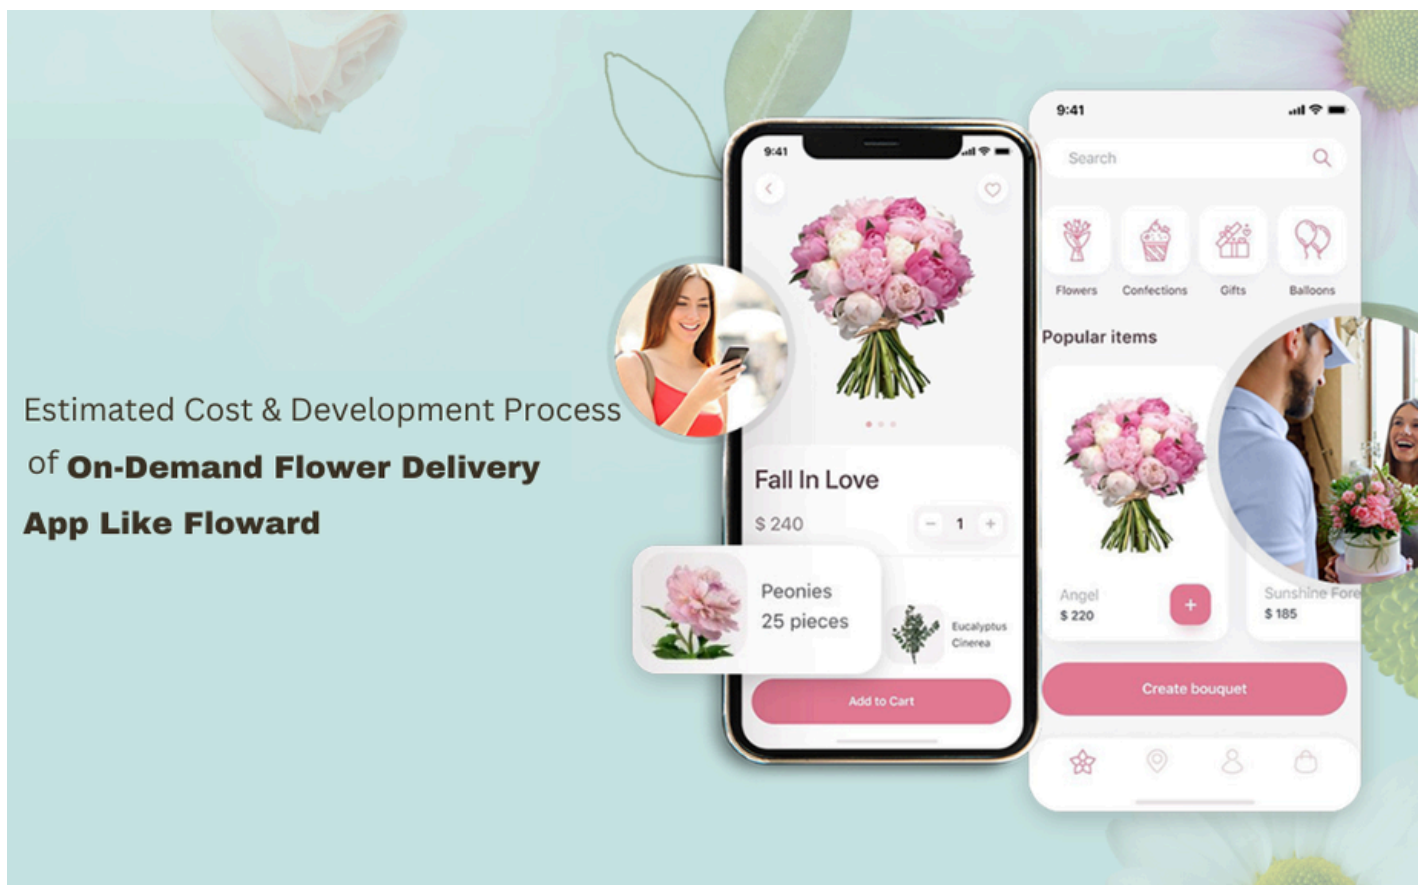 Estimated Cost & Development Process
of On-Demand Flower Delivery
App Like Floward
9:41
Fall In Love
$ 240
1
Peonies
25 pieces
Eucalyptus
Cinerea
Add to Cart
9:41
Search
Flowers Confections Gifts Balloons
Popular items
Angel
$ 220
Sunshine Fore
$ 185
Create bouquet